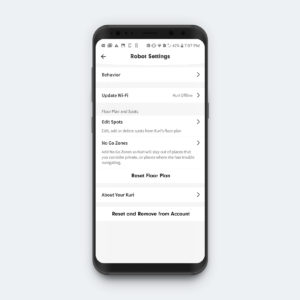 42% 7:07 PM
Robot Settings
Behavior
Update Wi-Fi
Kuri Offline
Floor Plan and Spots
Edit Spots
Edit, add or delete spots from Kuri's floor plan
No Go Zones
Add No Go Zones so Kuri will stay out of places that
you consider private, or places where she has trouble
navigating.
Reset Floor Plan
About Your Kuri
Reset and Remove from Account